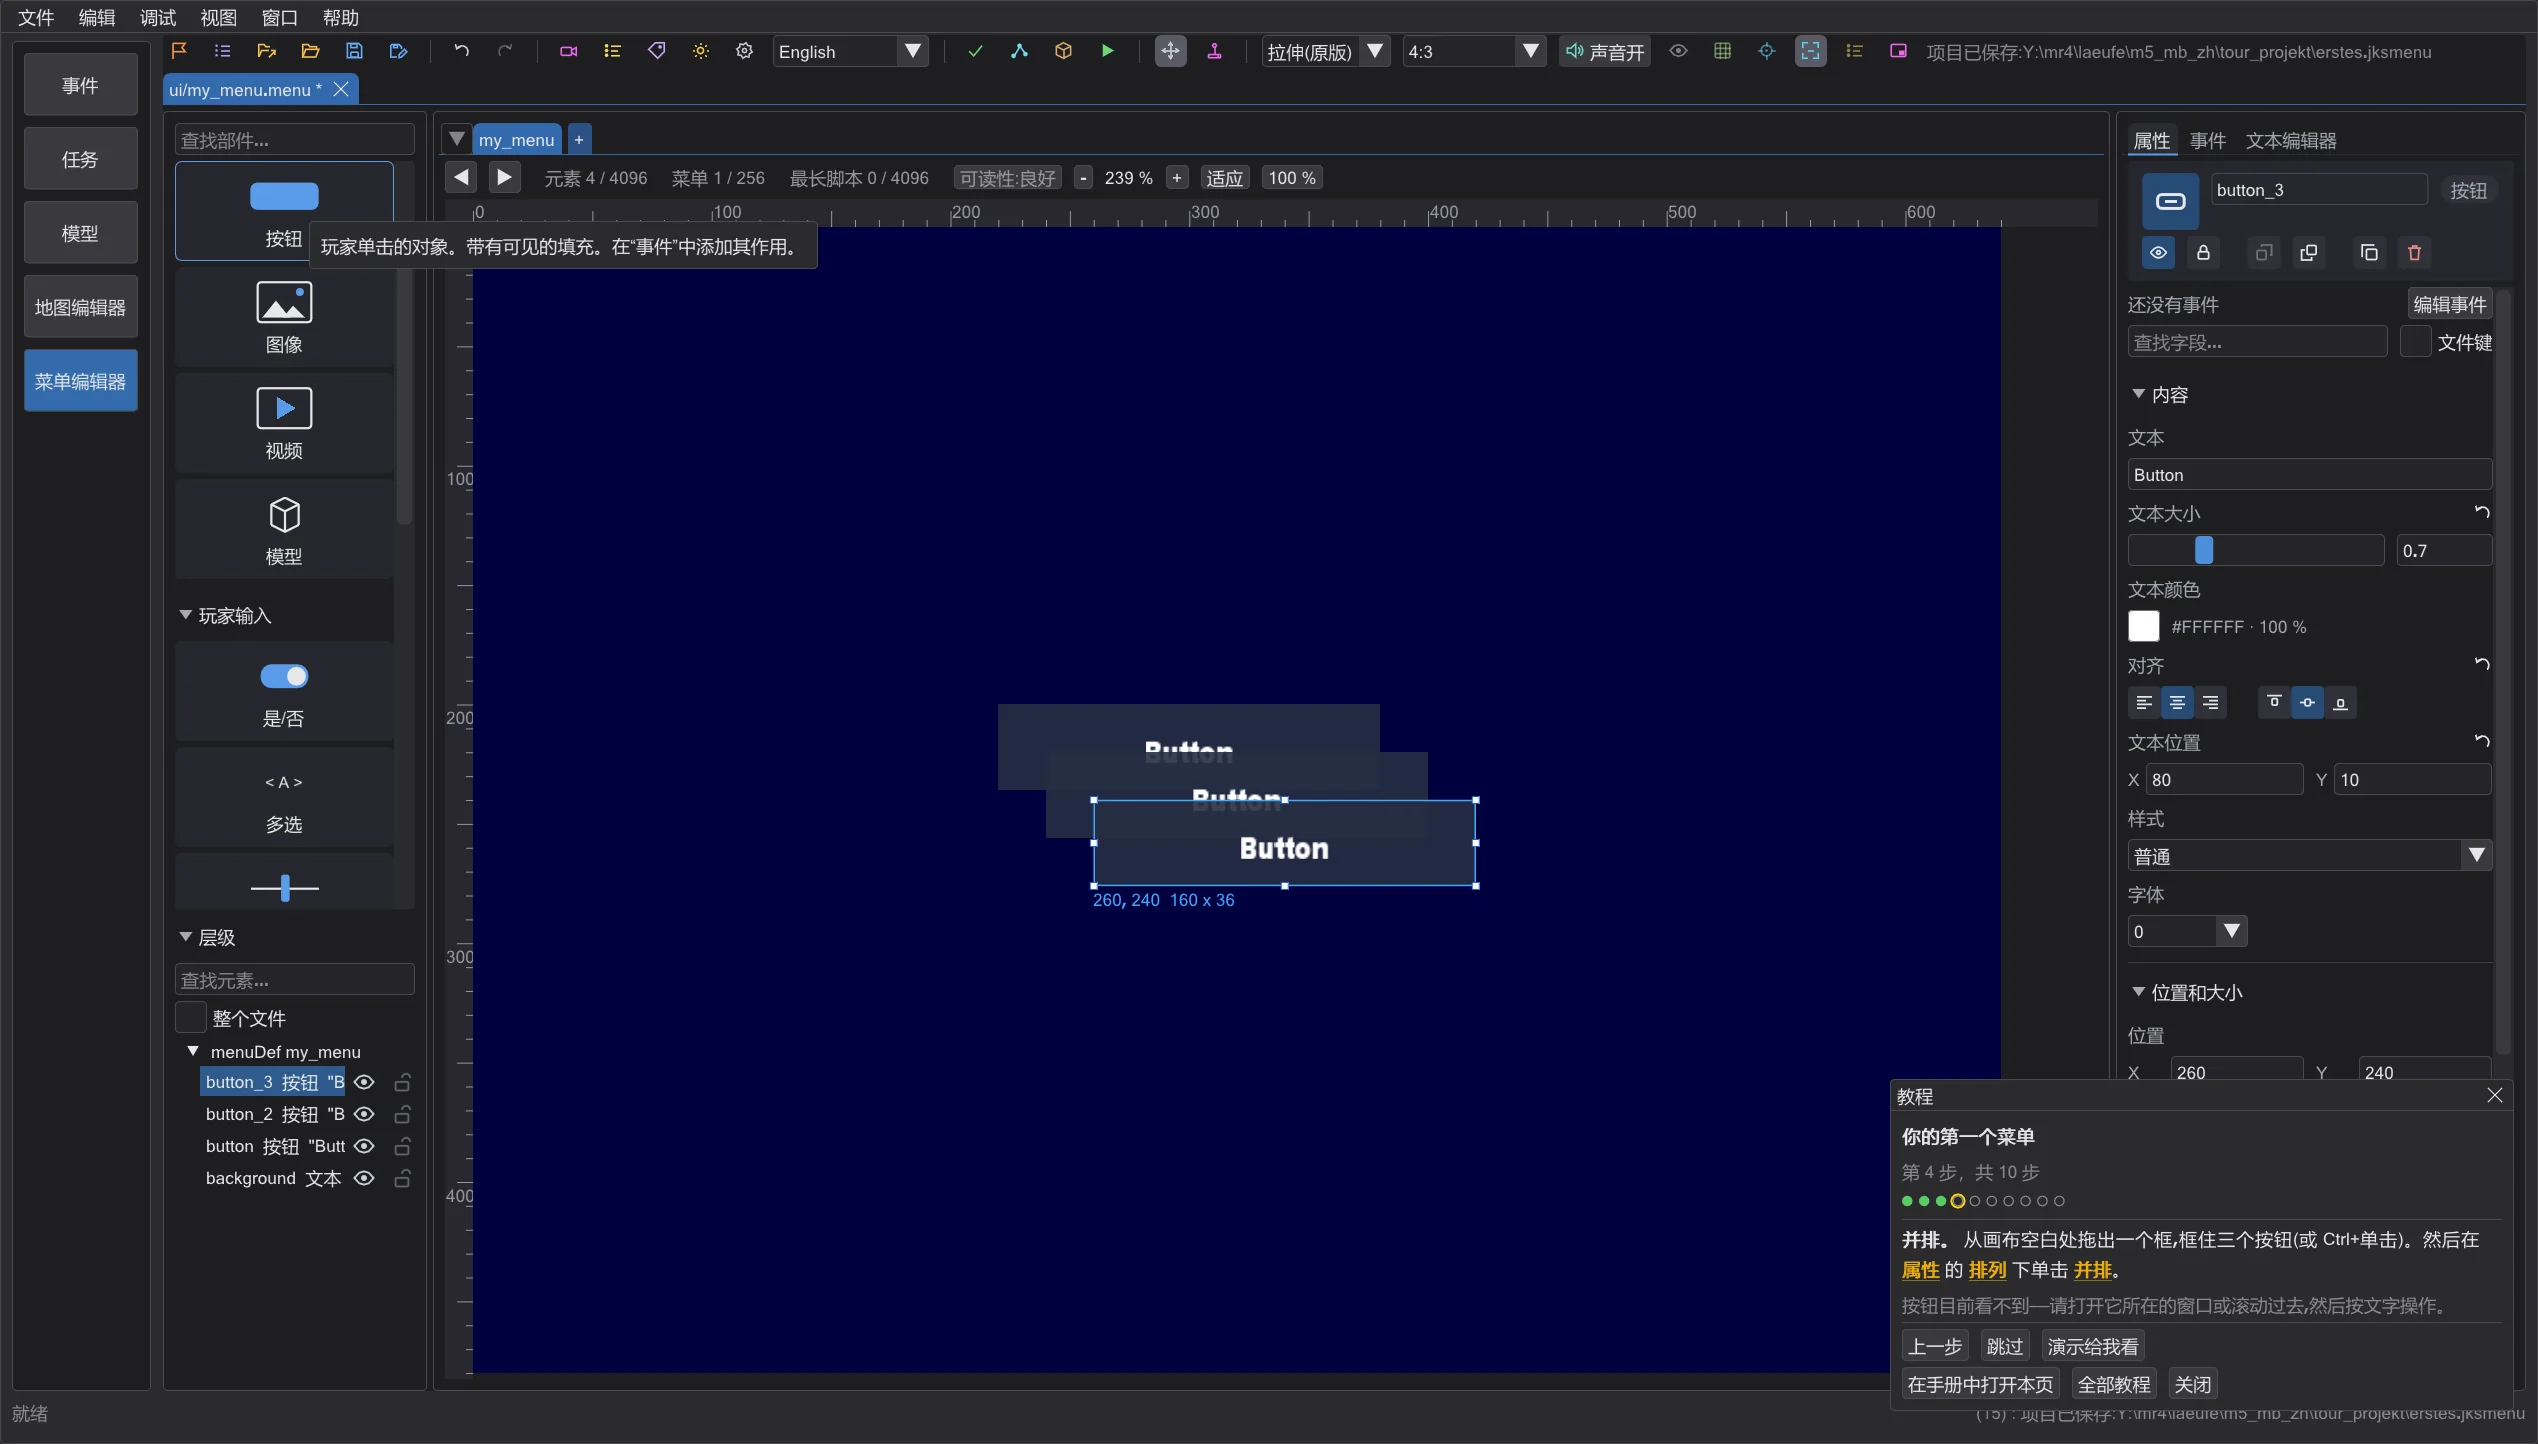 文件 编辑 调试 视图 窗口 帮助
English 拉伸(原版) 4:3 声音开 项目已保存:Y:\mr4\laeufe\m5_mb_zh\tour_projekt\erstes.jksmenu
事件
任务
模型
地图编辑器
菜单编辑器
ui/my_menu.menu *
查找部件...
按钮
玩家单击的对象。带有可见的填充。在“事件”中添加其作用。
图像
视频
模型
玩家输入
是/否
< A >
多选
层级
查找元素...
整个文件
menuDef my_menu
button_3 按钮 "B
button_2 按钮 "B
button 按钮 "Butt
background 文本
my_menu +
元素 4 / 4096 菜单 1 / 256 最长脚本 0 / 4096 可读性:良好 - 239 % + 适应 100 %
0 100 200 300 400 500 600
100
200
300
400
Button
Button
Button
260, 240 160 x 36
属性 事件 文本编辑器
button_3 按钮
还没有事件 编辑事件
查找字段... 文件键
内容
文本
Button
文本大小
0.7
文本颜色
#FFFFFF · 100 %
对齐
文本位置
X 80 Y 10
样式
普通
字体
0
位置和大小
位置
X 260 Y 240
教程
你的第一个菜单
第 4 步，共 10 步
并排。 从画布空白处拖出一个框,框住三个按钮(或 Ctrl+单击)。然后在
属性 的 排列 下单击 并排。
按钮目前看不到—请打开它所在的窗口或滚动过去,然后按文字操作。
上一步 跳过 演示给我看
在手册中打开本页 全部教程 关闭
就绪
(15) : 项目已保存:Y:\mr4\laeufe\m5_mb_zh\tour_projekt\erstes.jksmenu